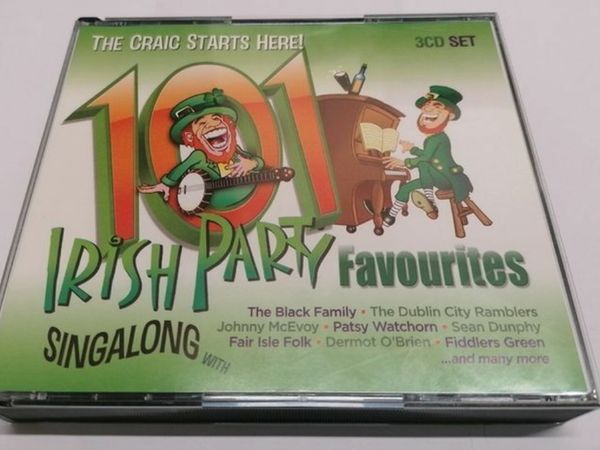 THE CRAIC STARTS HERE!
3CD SET
101
IRISH PARTY Favourites
SINGALONG WITH
The Black Family • The Dublin City Ramblers
Johnny McEvoy • Patsy Watchorn • Sean Dunphy
Fair Isle Folk • Dermot O'Brien • Fiddlers Green
...and many more